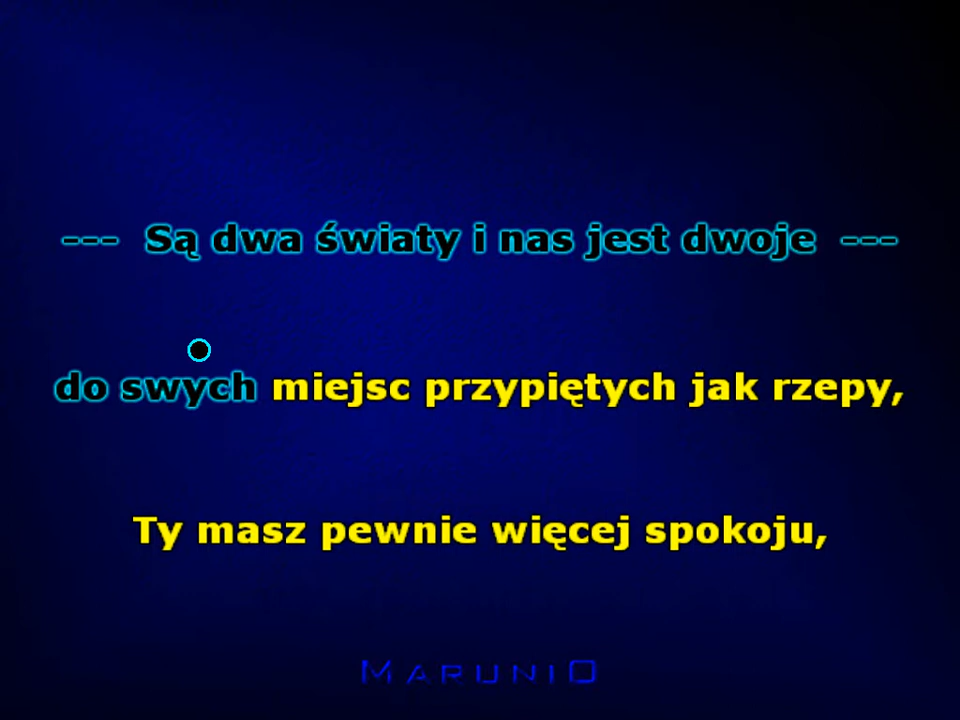 --- Są dwa światy i nas jest dwoje ---
do swych miejsc przypiętych jak rzepy,
Ty masz pewnie więcej spokoju,
MARUNIO